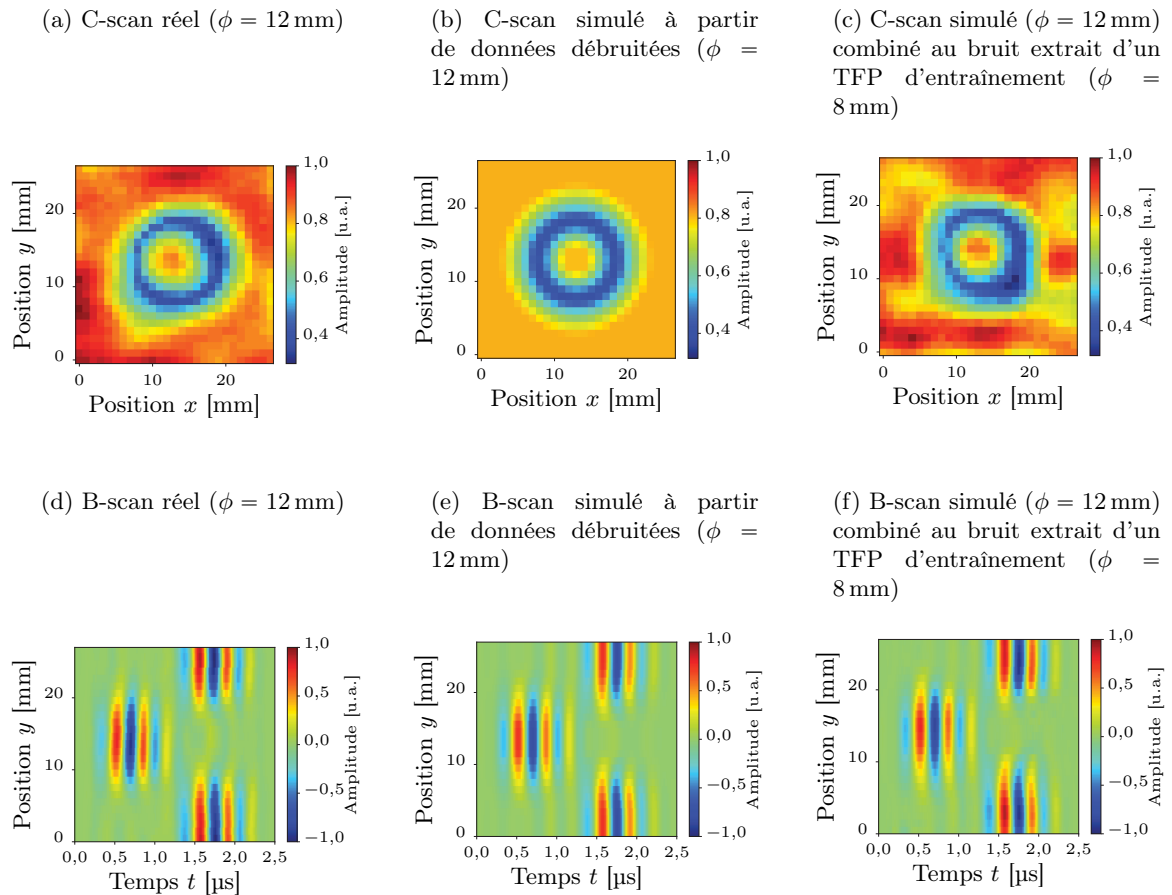 (a) C-scan réel (ϕ = 12 mm)
(b) C-scan simulé à partir
de données débruitées (ϕ =
12 mm)
(c) C-scan simulé (ϕ = 12 mm)
combiné au bruit extrait d'un
TFP d'entraînement (ϕ =
8 mm)
1,0
0,8
0,6
0,4
Amplitude [u.a.]
20
10
0
Position y [mm]
0 10 20
Position x [mm]
1,0
0,8
0,6
0,4
Amplitude [u.a.]
20
10
0
Position y [mm]
0 10 20
Position x [mm]
1,0
0,8
0,6
0,4
Amplitude [u.a.]
20
10
0
Position y [mm]
0 10 20
Position x [mm]
(d) B-scan réel (ϕ = 12 mm)
(e) B-scan simulé à partir
de données débruitées (ϕ =
12 mm)
(f) B-scan simulé (ϕ = 12 mm)
combiné au bruit extrait d'un
TFP d'entraînement (ϕ =
8 mm)
1,0
0,5
0,0
−0,5
−1,0
Amplitude [u.a.]
20
10
0
Position y [mm]
0,0 0,5 1,0 1,5 2,0 2,5
Temps t [µs]
1,0
0,5
0,0
−0,5
−1,0
Amplitude [u.a.]
20
10
0
Position y [mm]
0,0 0,5 1,0 1,5 2,0 2,5
Temps t [µs]
1,0
0,5
0,0
−0,5
−1,0
Amplitude [u.a.]
20
10
0
Position y [mm]
0,0 0,5 1,0 1,5 2,0 2,5
Temps t [µs]